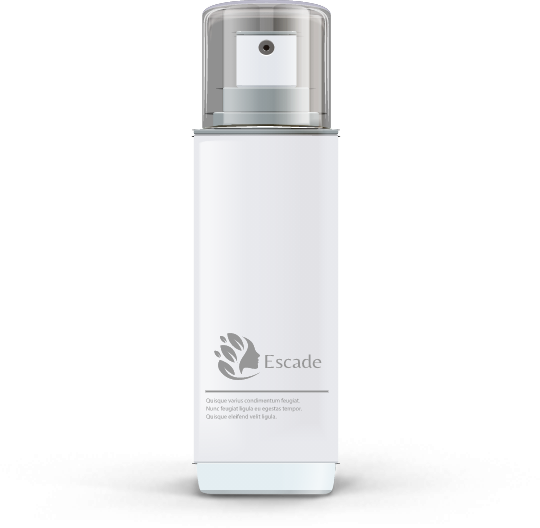 Escade
Quisque varius condimentum feugiat.
Nunc feugiat ligula eu egestas tempor.
Quisque eleifend velit ligula.